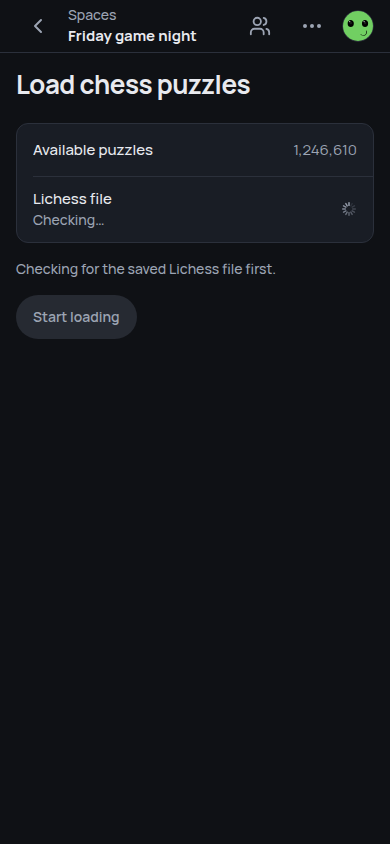 Spaces
Friday game night
Load chess puzzles
Available puzzles 1,246,610
Lichess file
Checking…
Checking for the saved Lichess file first.
Start loading